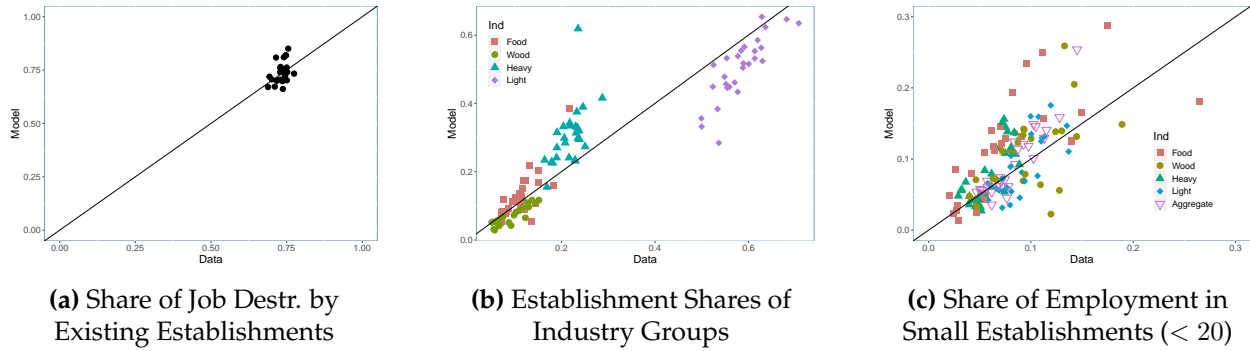 1.00
0.75
0.50
0.25
0.00
Model
0.00 0.25 0.50 0.75 1.00
Data
(a) Share of Job Destr. by
Existing Establishments
0.6
0.4
0.2
0.0
Model
Ind
Food
Wood
Heavy
Light
0.2 0.4 0.6
Data
(b) Establishment Shares of
Industry Groups
0.3
0.2
0.1
0.0
Model
Ind
Food
Wood
Heavy
Light
Aggregate
0.0 0.1 0.2 0.3
Data
(c) Share of Employment in
Small Establishments (< 20)